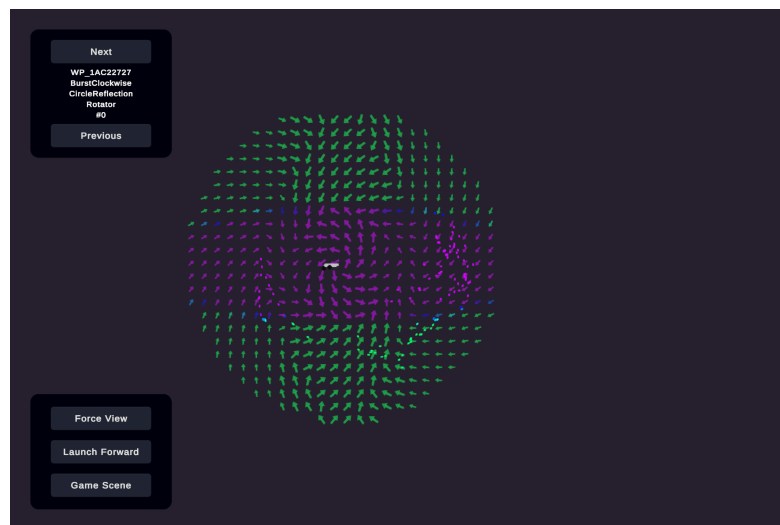 Next
WP_1AC22727
BurstClockwise
CircleReflection
Rotator
#0
Previous
Force View
Launch Forward
Game Scene